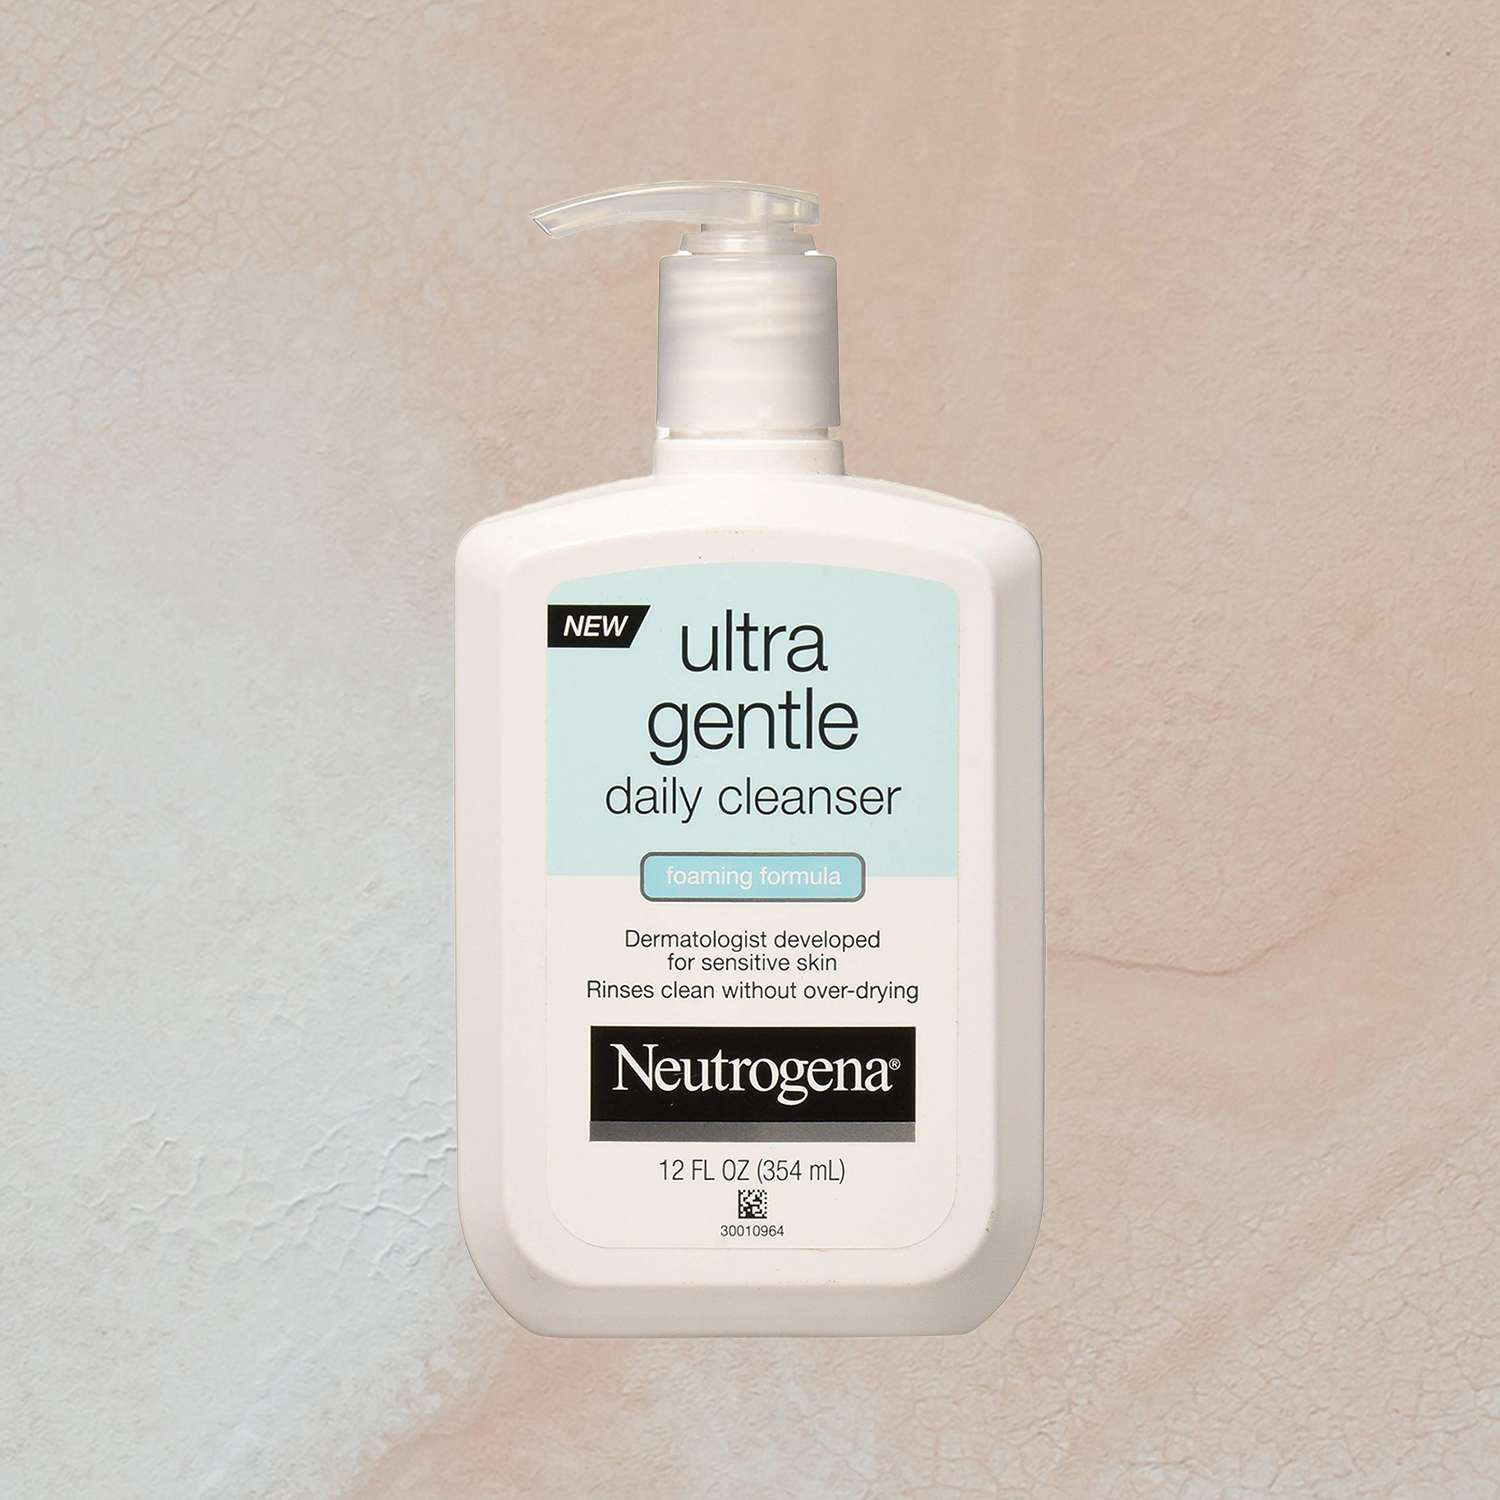 NEW
ultra
gentle
daily cleanser
foaming formula
Dermatologist developed
for sensitive skin
Rinses clean without over-drying
Neutrogena®
12 FL OZ (354 mL)
30010964